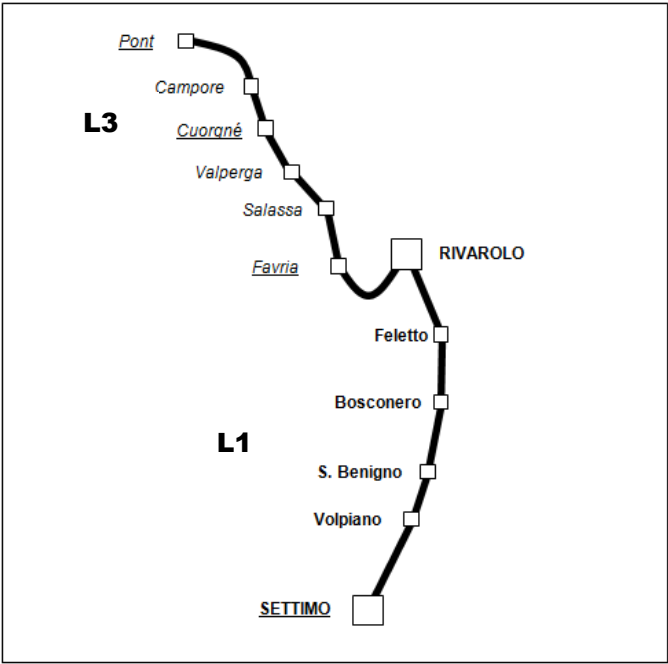 Pont
Campore
L3
Cuorgné
Valperga
Salassa
RIVAROLO
Favria
Feletto
Bosconero
L1
S. Benigno
Volpiano
SETTIMO